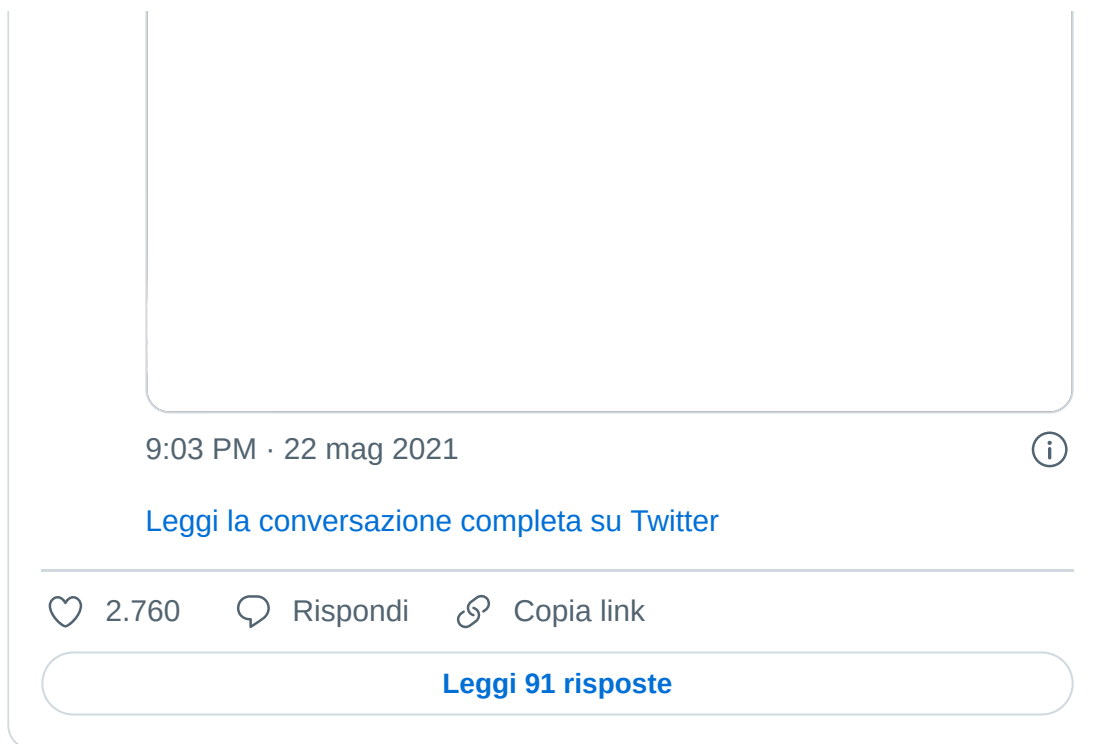 9:03 PM · 22 mag 2021
Leggi la conversazione completa su Twitter
2.760 Rispondi Copia link
Leggi 91 risposte